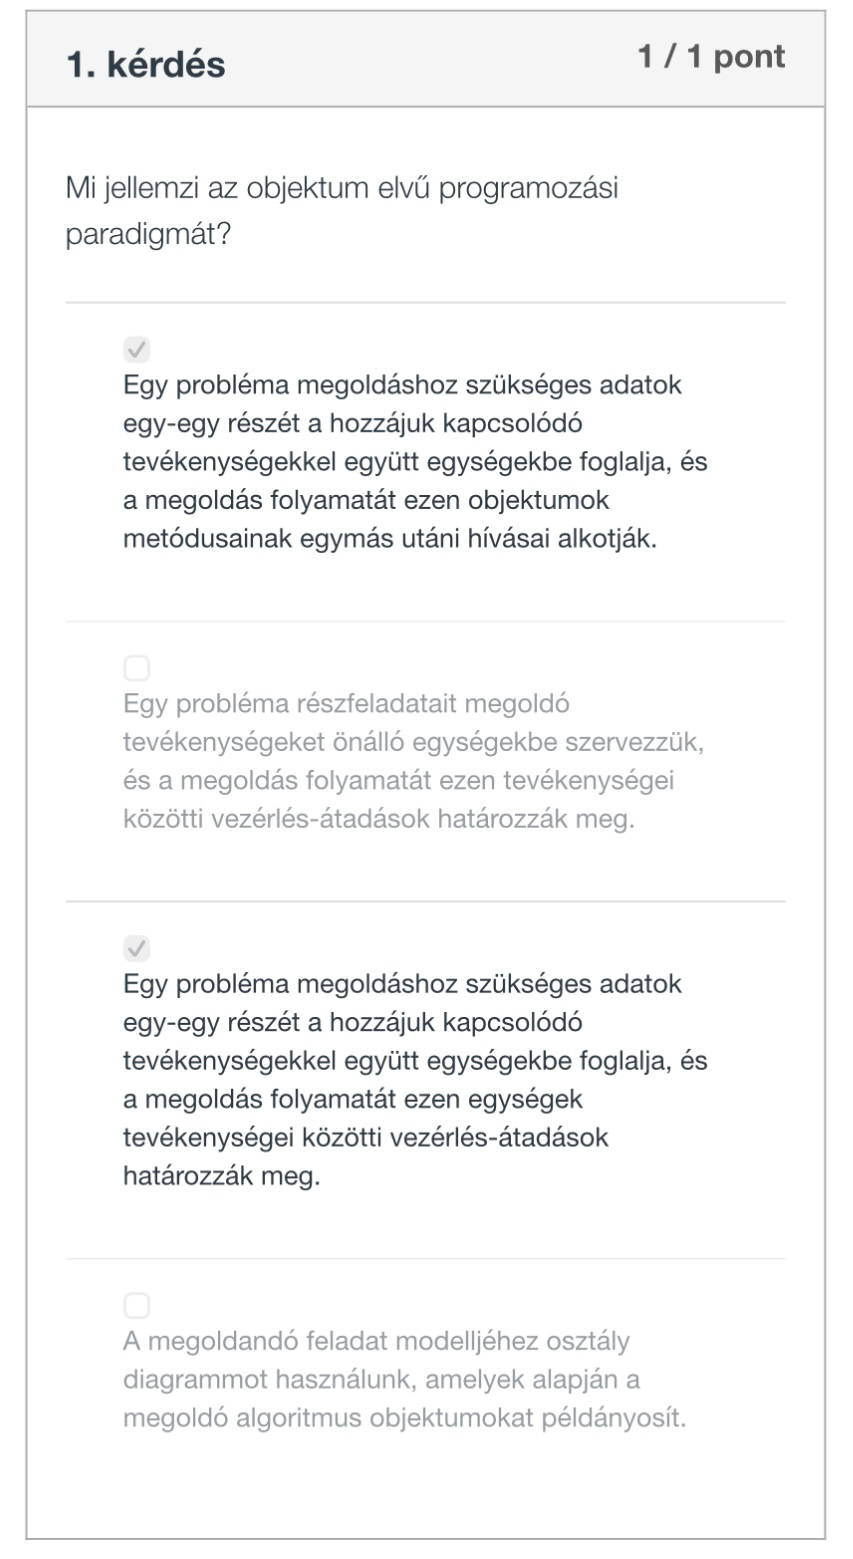 1. kérdés
1 / 1 pont
Mi jellemzi az objektum elvű programozási
paradigmát?
Egy probléma megoldáshoz szükséges adatok
egy-egy részét a hozzájuk kapcsolódó
tevékenységekkel együtt egységekbe foglalja, és
a megoldás folyamatát ezen objektumok
metódusainak egymás utáni hívásai alkotják.
Egy probléma részfeladatait megoldó
tevékenységeket önálló egységekbe szervezzük,
és a megoldás folyamatát ezen tevékenységei
közötti vezérlés-átadások határozzák meg.
Egy probléma megoldáshoz szükséges adatok
egy-egy részét a hozzájuk kapcsolódó
tevékenységekkel együtt egységekbe foglalja, és
a megoldás folyamatát ezen egységek
tevékenységei közötti vezérlés-átadások
határozzák meg.
A megoldandó feladat modelljéhez osztály
diagrammot használunk, amelyek alapján a
megoldó algoritmus objektumokat példányosít.